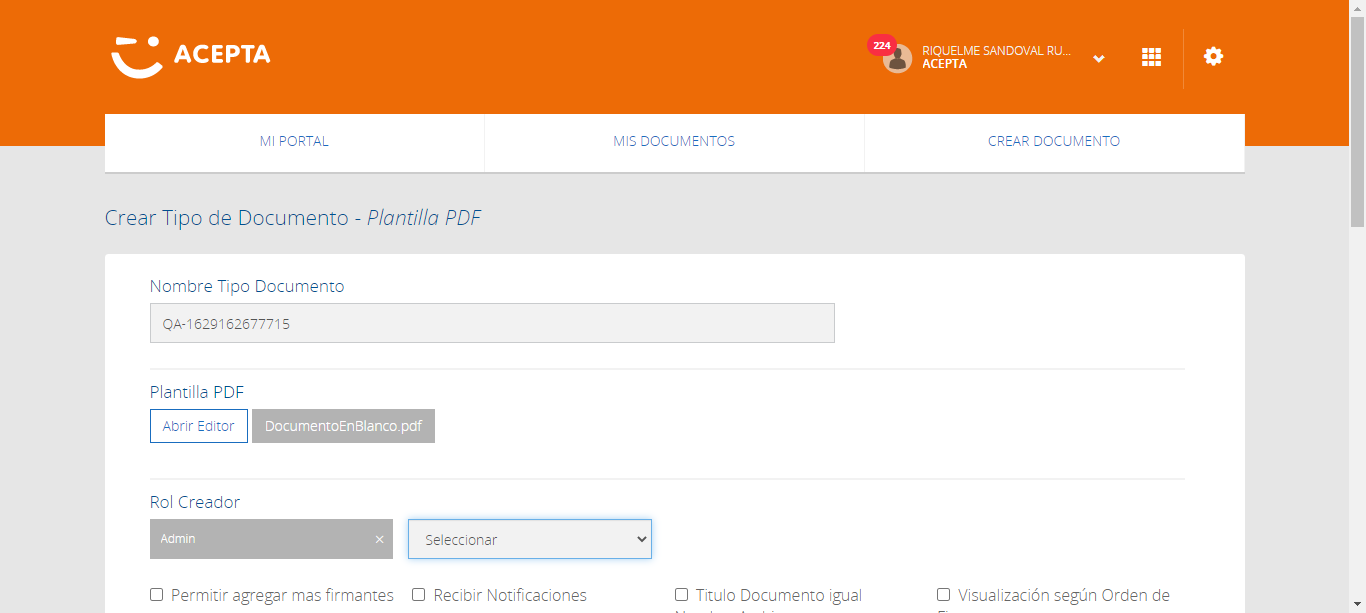 ACEPTA
224
RIQUELME SANDOVAL RU...
ACEPTA
MI PORTAL
MIS DOCUMENTOS
CREAR DOCUMENTO
Crear Tipo de Documento - Plantilla PDF
Nombre Tipo Documento
QA-1629162677715
Plantilla PDF
Abrir Editor
DocumentoEnBlanco.pdf
Rol Creador
Admin ×
Seleccionar
Permitir agregar mas firmantes
Recibir Notificaciones
Titulo Documento igual
Visualización según Orden de